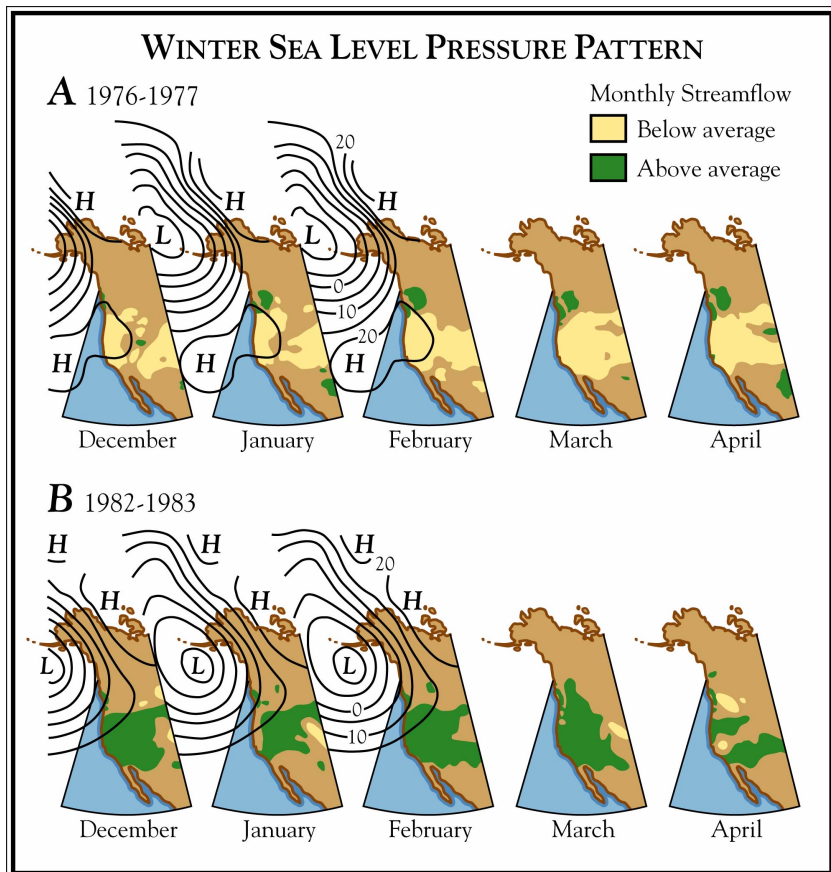 WINTER SEA LEVEL PRESSURE PATTERN
A 1976-1977
Monthly Streamflow
Below average
Above average
20
H H H
L L
0
10
20
H H H
December January February March April
B 1982-1983
H H H
20
H H H
L L L
0
10
December January February March April